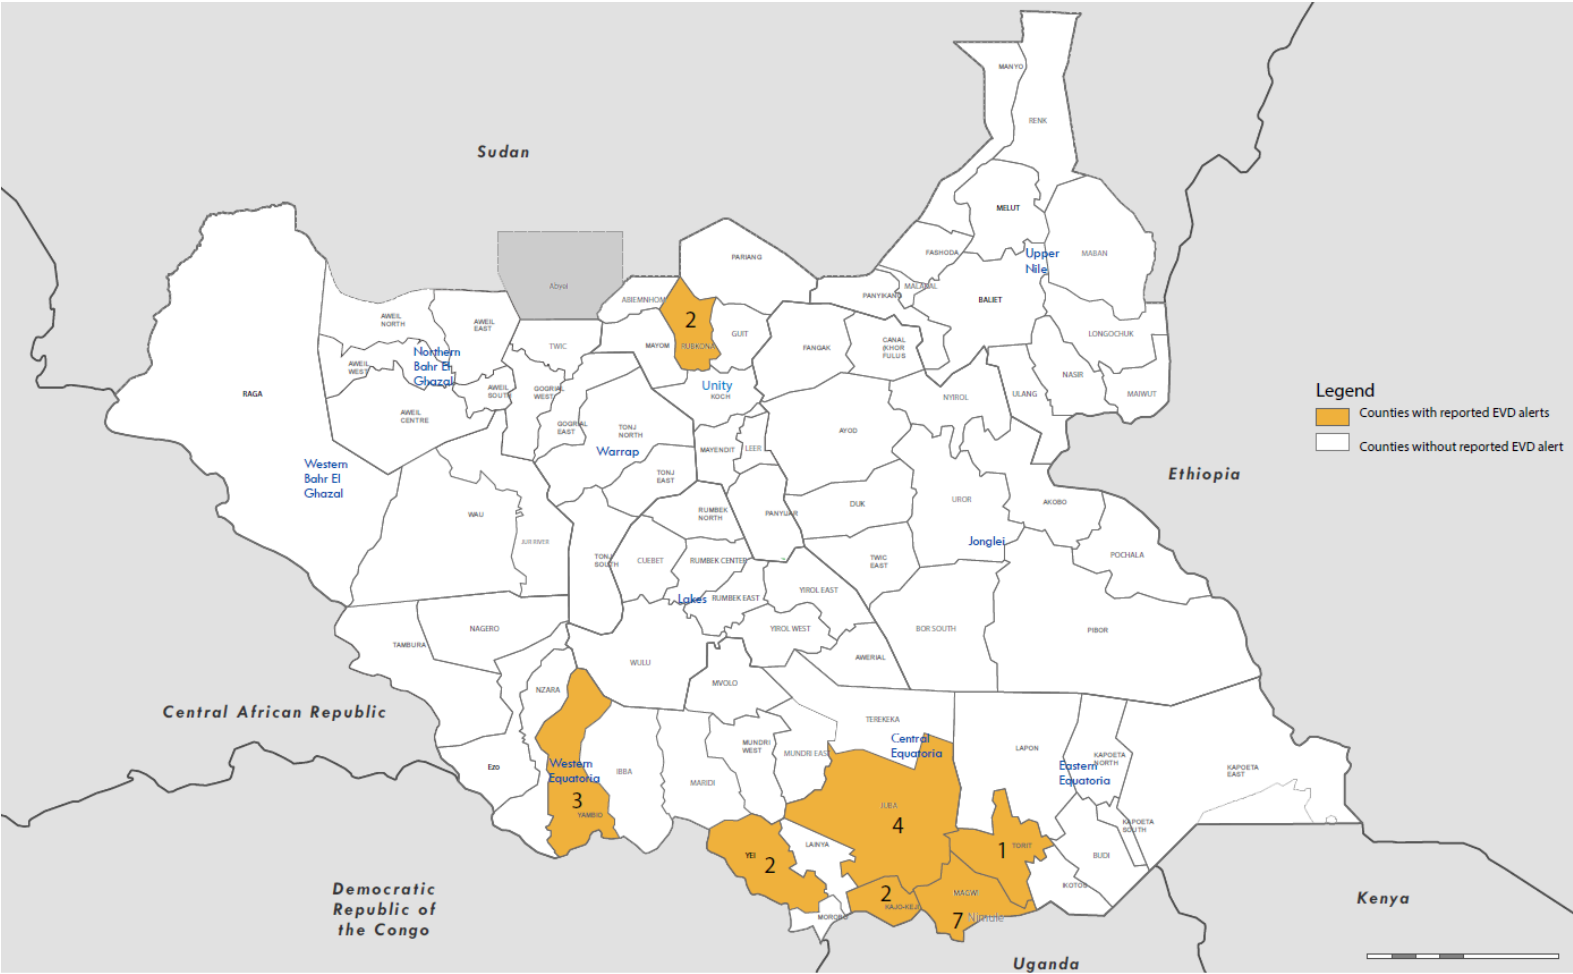 MANYO
RENK
Sudan
MELUT
FASHODA
Upper
Nile
MABAN
PARIANG
Abyei
ABIEMNHOM
PANYIKANG
MALAKAL
BALIET
AWEIL
NORTH
AWEIL
EAST
2
RUBKONA
GUIT
MAYOM
TWIC
FANGAK
CANAL
(KHOR
FULUS
LONGOCHUK
Northern
Bahr El
Ghazal
AWEIL
WEST
NASIR
RAGA
AWEIL
SOUTH
GOGRIAL
WEST
Unity
KOCH
NYIROL
ULANG
MAIWUT
Legend
Counties with reported EVD alerts
Counties without reported EVD alert
AWEIL
CENTRE
GOGRIAL
EAST
TONJ
NORTH
AYOD
Warrap
MAYENDIT
LEER
Western
Bahr El
Ghazal
TONJ
EAST
Ethiopia
WAU
RUMBEK
NORTH
PANYIJAR
DUK
UROR
AKOBO
JUR RIVER
Jonglei
TONJ
SOUTH
CUEBET
RUMBEK CENTER
TWIC
EAST
POCHALA
Lakes
RUMBEK EAST
YIROL EAST
NAGERO
YIROL WEST
BOR SOUTH
PIBOR
TAMBURA
WULU
AWERIAL
NZARA
MVOLO
Central African Republic
TEREKEKA
Central
Equatoria
MUNDRI
WEST
MUNDRI EAST
LAPON
KAPOETA
NORTH
Eastern
Equatoria
KAPOETA
EAST
Ezo
Western
Equatoria
IBBA
MARIDI
3
YAMBIO
JUBA
4
KAPOETA
SOUTH
YEI
2
LAINYA
1
TORIT
BUDI
IKOTOS
Democratic
Republic of
the Congo
2
KAJO-KEJI
MAGWI
7
Nimule
MOROBO
Kenya
Uganda